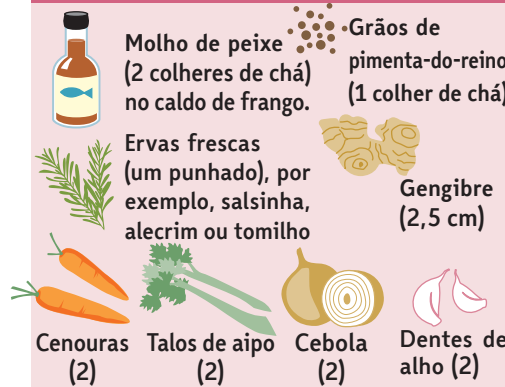 Molho de peixe
(2 colheres de chá)
no caldo de frango.
Grãos de
pimenta-do-reino
(1 colher de chá)
Ervas frescas
(um punhado), por
exemplo, salsinha,
alecrim ou tomilho
Gengibre
(2,5 cm)
Cenouras
(2)
Talos de aipo
(2)
Cebola
(2)
Dentes de
alho (2)